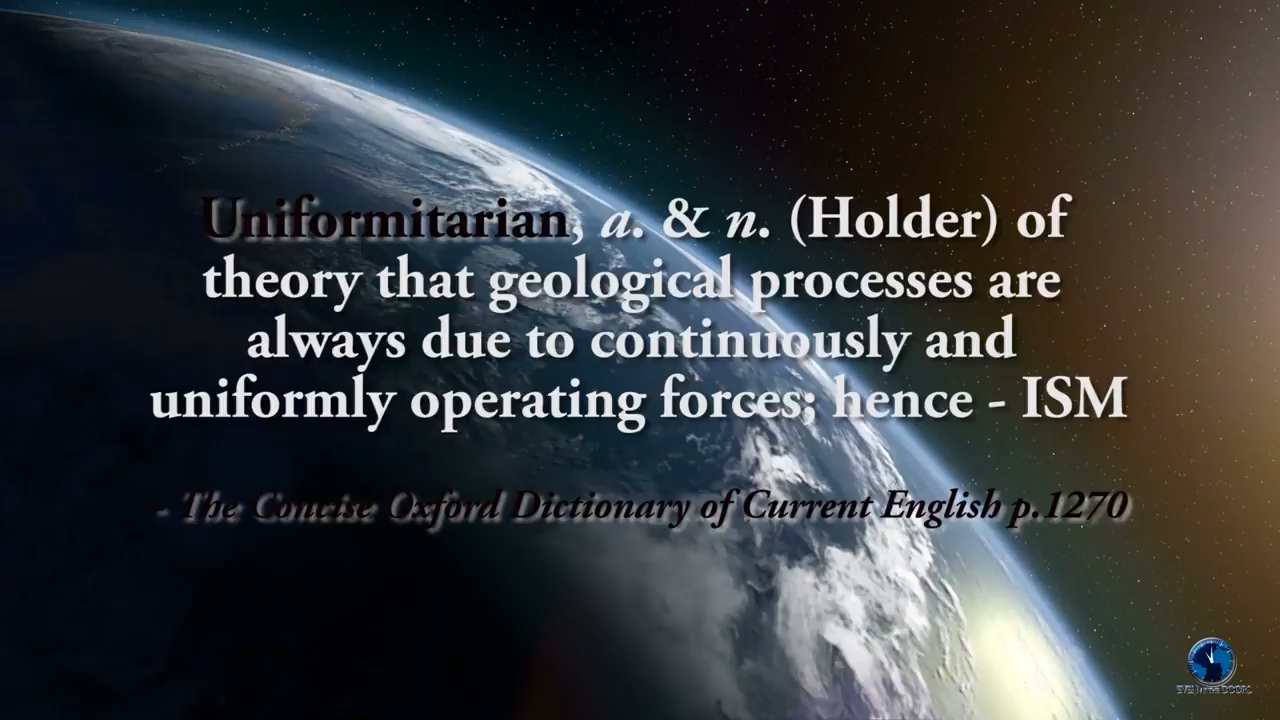 Uniformitarian, a. & n. (Holder) of
theory that geological processes are
always due to continuously and
uniformly operating forces; hence - ISM
- The Concise Oxford Dictionary of Current English p.1270